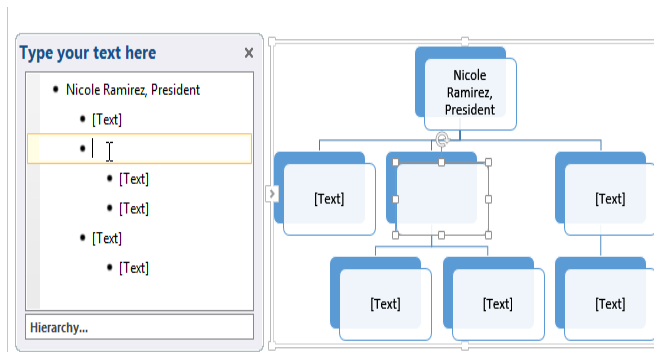 Type your text here
Nicole Ramirez, President
[Text]
[Text]
[Text]
[Text]
[Text]
Hierarchy...
Nicole
Ramirez,
President
[Text]
[Text]
[Text]
[Text]
[Text]